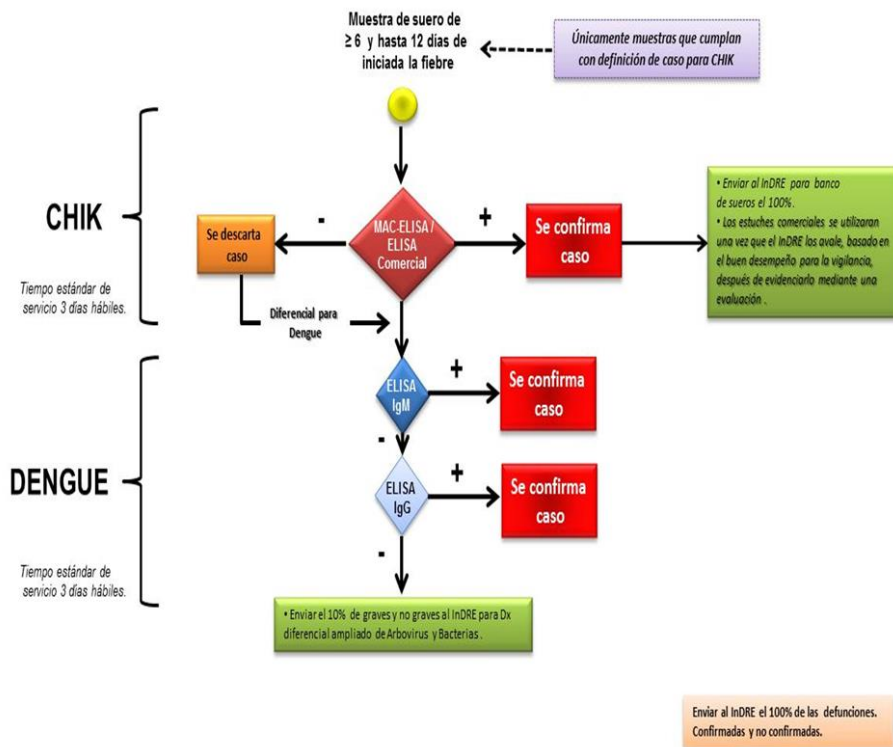 Muestra de suero de
≥ 6 y hasta 12 días de
iniciada la fiebre
Únicamente muestras que cumplan
con definición de caso para CHIK
CHIK
Tiempo estándar de
servicio 3 días hábiles.
Se descarta
caso
-
MAC-ELISA /
ELISA
Comercial
+
Se confirma
caso
• Enviar al InDRE para banco
de sueros el 100%.
• Los estuches comerciales se utilizaran
una vez que el InDRE los avale, basado en
el buen desempeño para la vigilancia,
después de evidenciarlo mediante una
evaluación .
Diferencial para
Dengue
DENGUE
Tiempo estándar de
servicio 3 días hábiles.
ELISA
IgM
+
Se confirma
caso
-
ELISA
IgG
+
Se confirma
caso
-
• Enviar el 10% de graves y no graves al InDRE para Dx
diferencial ampliado de Arbovirus y Bacterias .
Enviar al InDRE el 100% de las defunciones.
Confirmadas y no confirmadas.